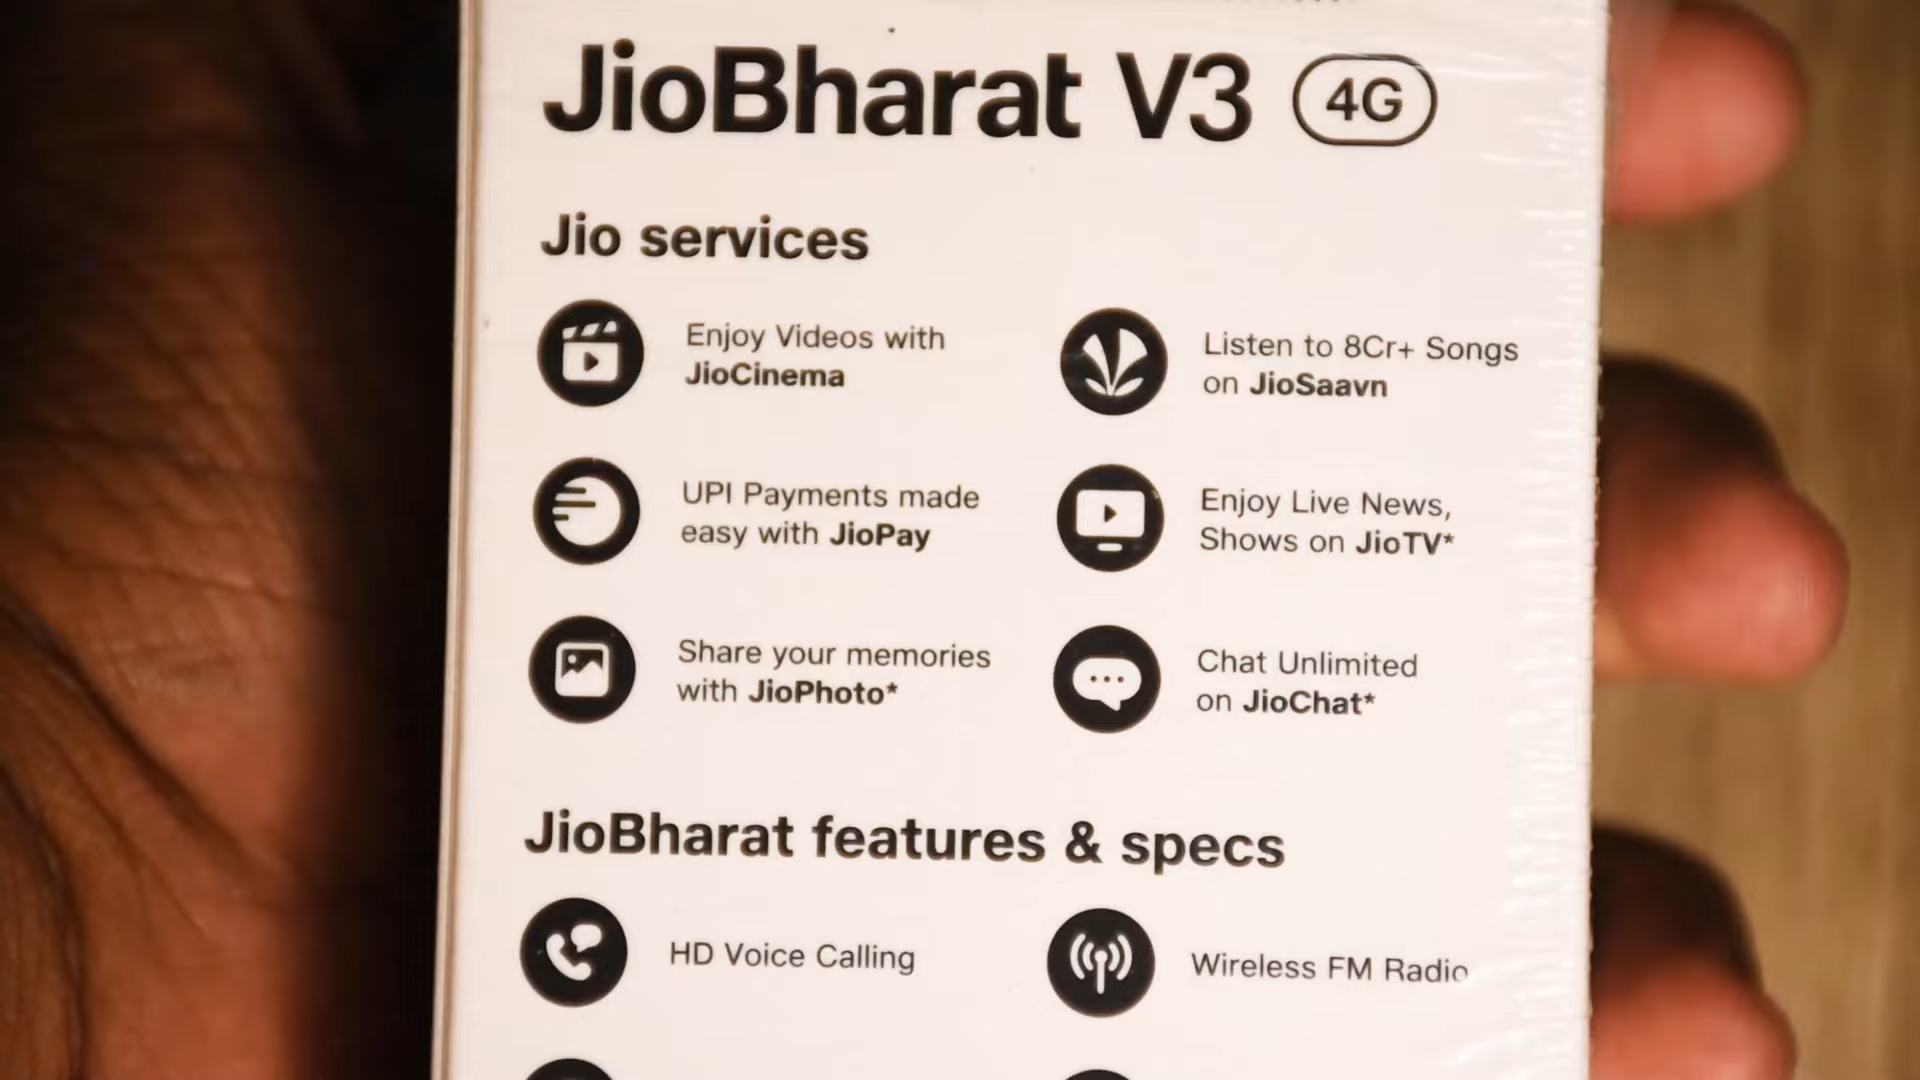 JioBharat V3 4G
Jio services
Enjoy Videos with
JioCinema
Listen to 8Cr+ Songs
on JioSaavn
UPI Payments made
easy with JioPay
Enjoy Live News,
Shows on JioTV*
Share your memories
with JioPhoto*
Chat Unlimited
on JioChat*
JioBharat features & specs
HD Voice Calling
Wireless FM Radio